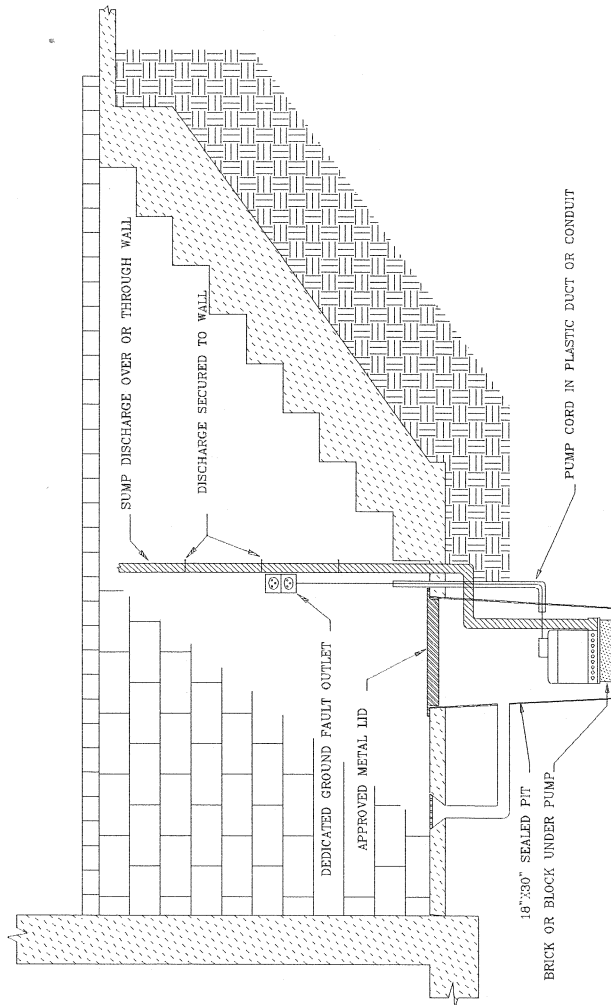 SUMP DISCHARGE OVER OR THROUGH WALL
DISCHARGE SECURED TO WALL
DEDICATED GROUND FAULT OUTLET
APPROVED METAL LID
PUMP CORD IN PLASTIC DUCT OR CONDUIT
18"X30" SEALED PIT
BRICK OR BLOCK UNDER PUMP